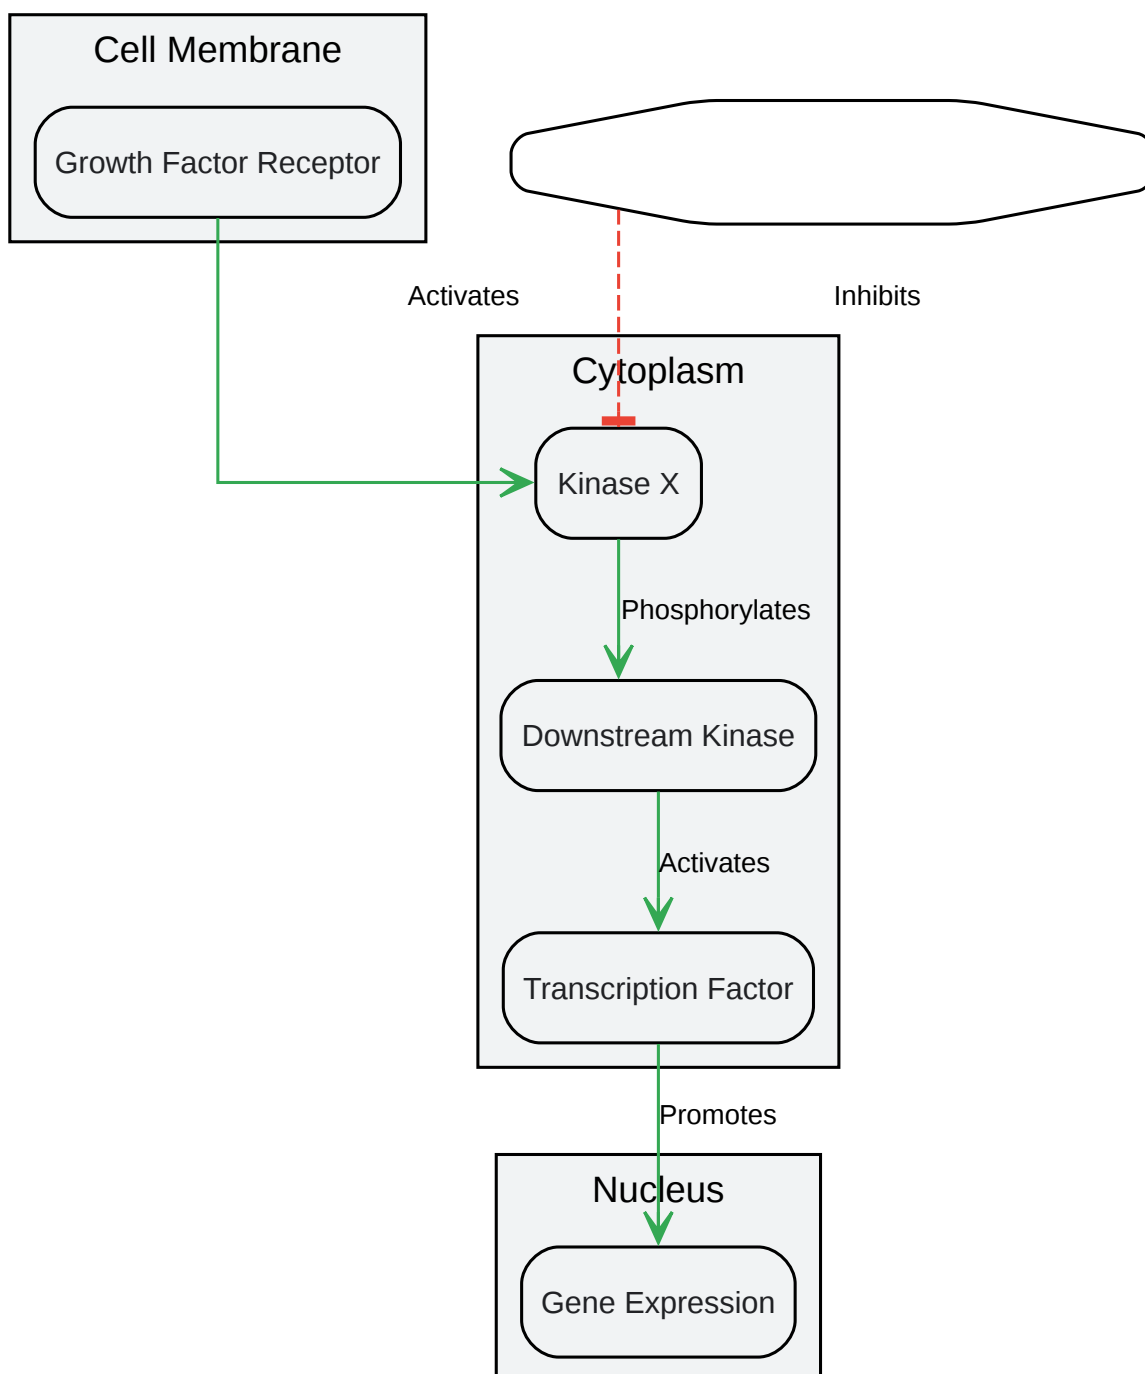 Cell Membrane
Growth Factor Receptor
Activates
Inhibits
Cytoplasm
Kinase X
Phosphorylates
Downstream Kinase
Activates
Transcription Factor
Promotes
Nucleus
Gene Expression